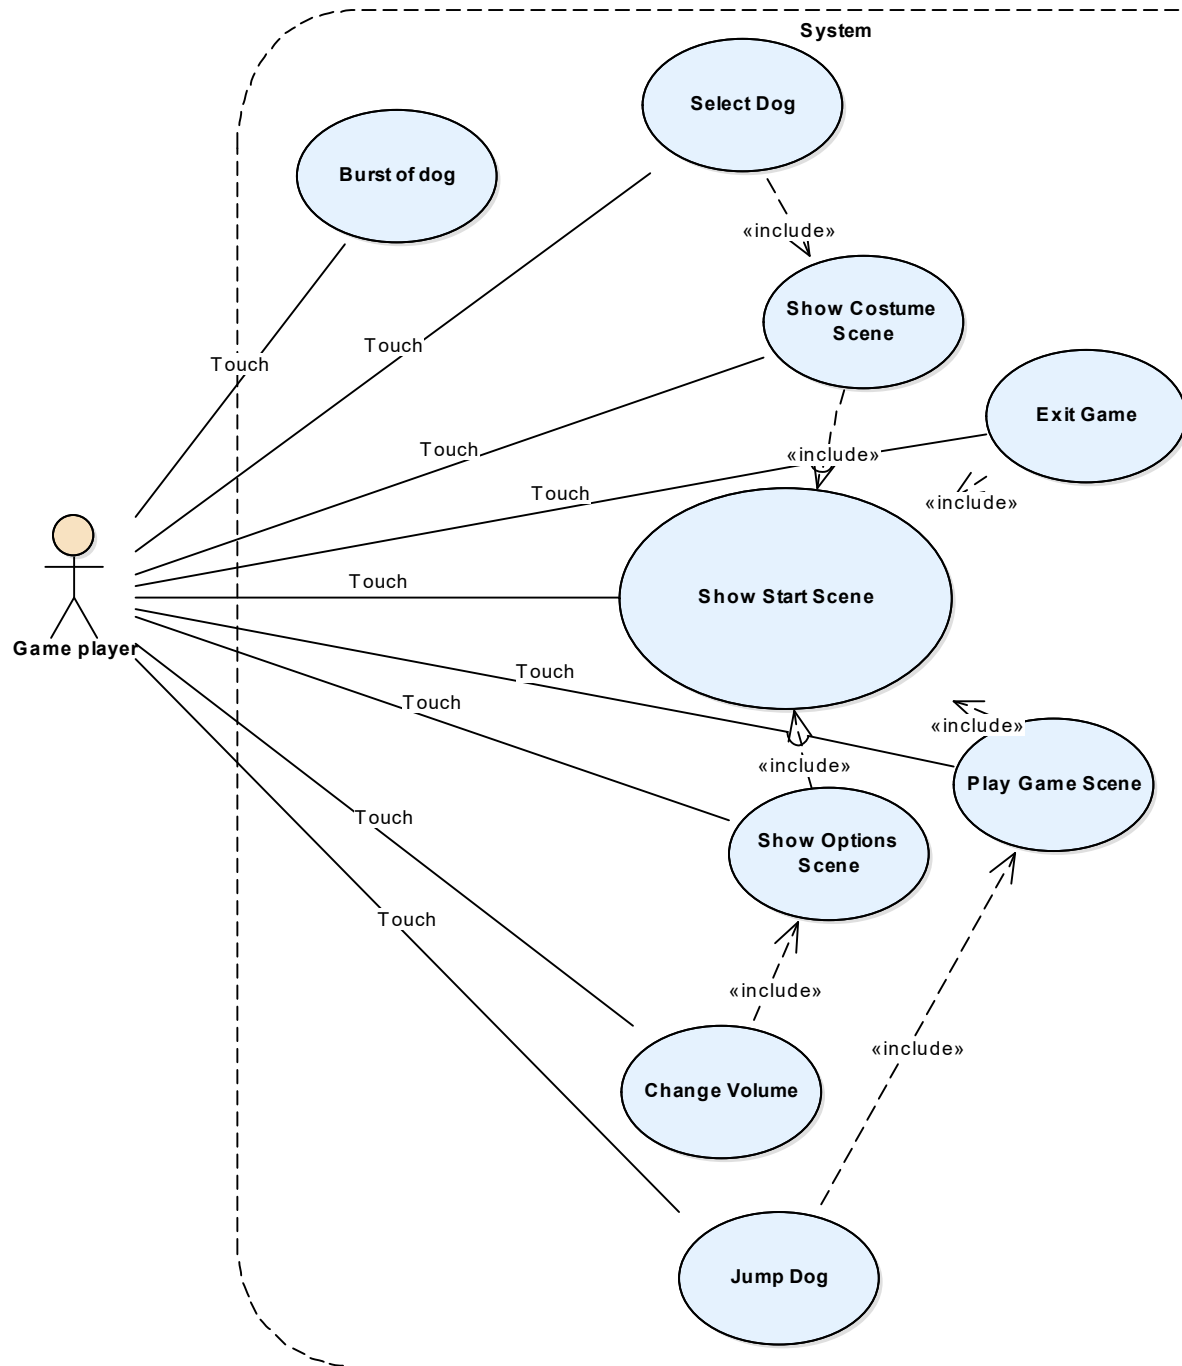 System
Select Dog
Burst of dog
«include»
Show Costume
Scene
Touch
Touch
Exit Game
Touch
«include»
Touch
«include»
Touch
Show Start Scene
Game player
Touch
Touch
«include»
«include»
Play Game Scene
Show Options
Scene
Touch
Touch
«include»
«include»
Change Volume
Jump Dog